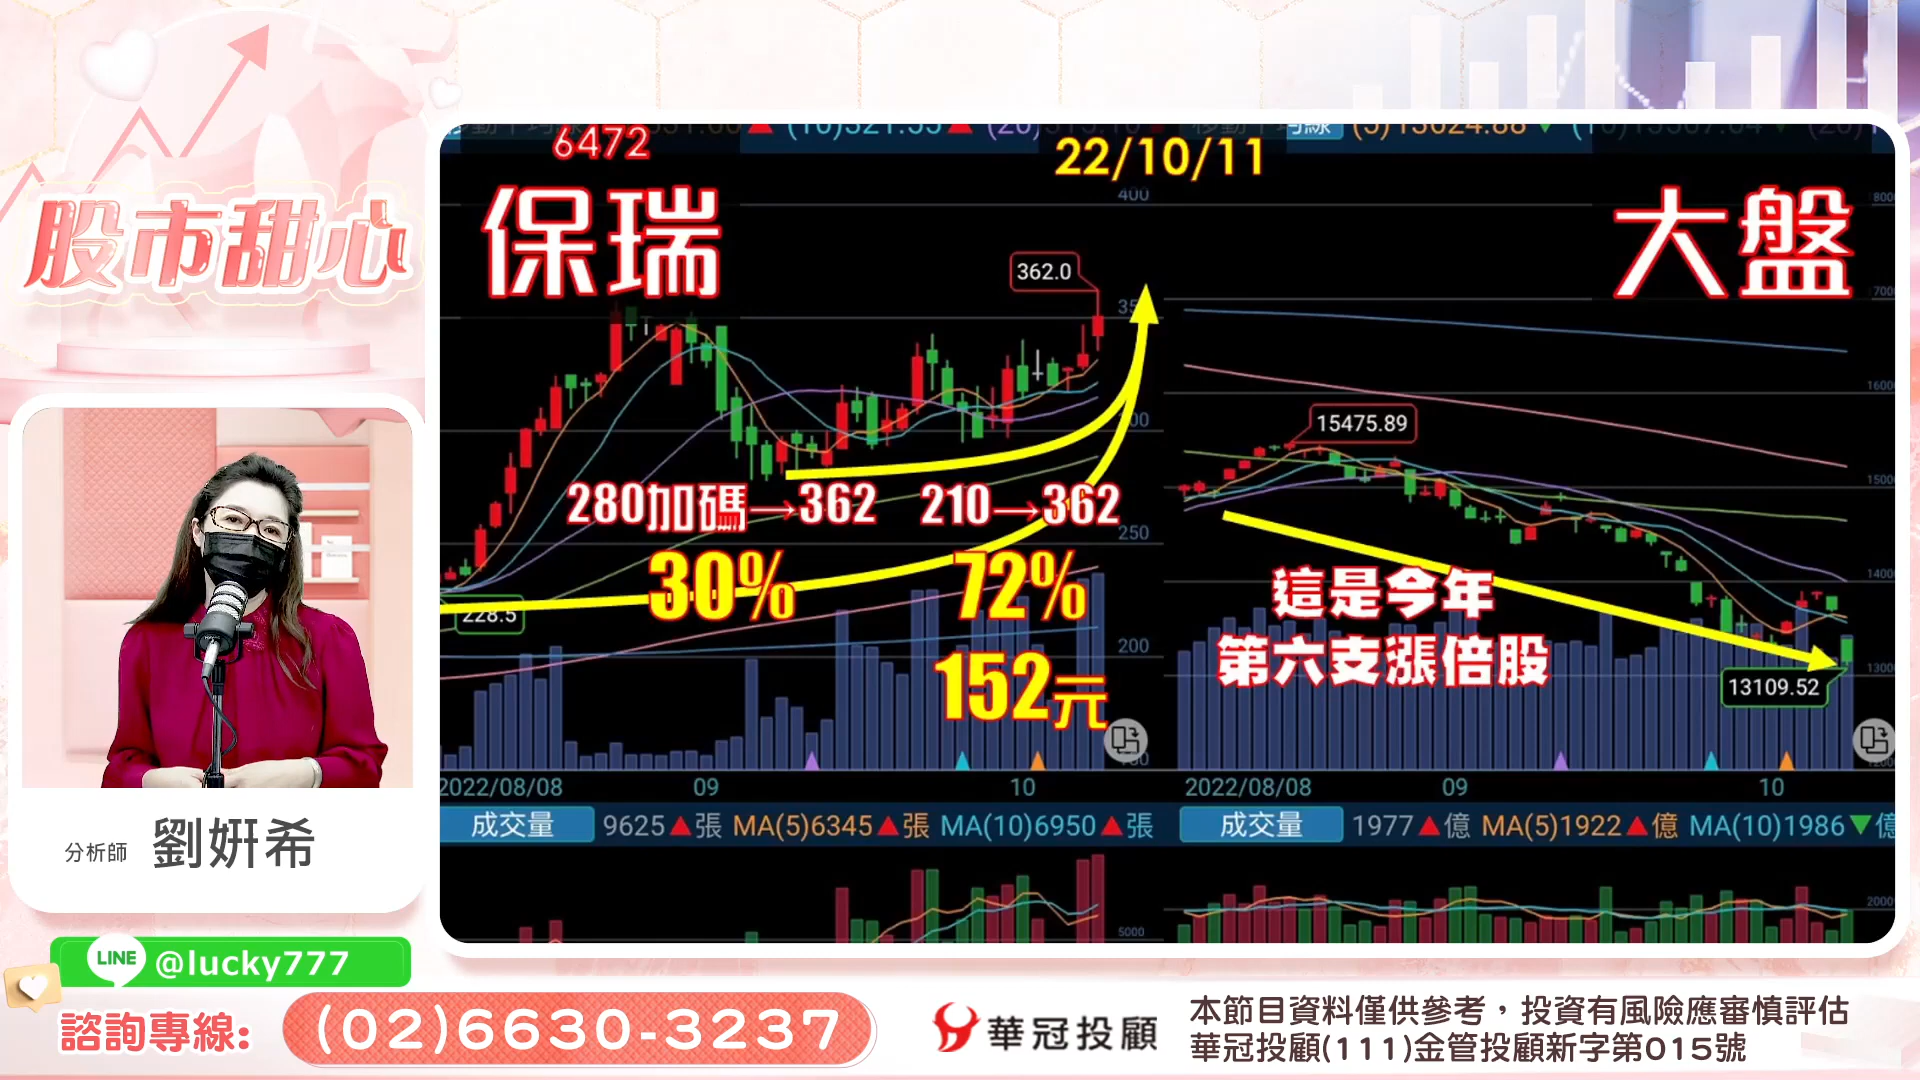 股市甜心
分析師 劉姸希
LINE @lucky777
諮詢專線: (02)6630-3237
華冠投顧
本節目資料僅供參考，投資有風險應審慎評估
華冠投顧(111)金管投顧新字第015號
6472
保瑞
22/10/11
大盤
400
362.0
300
280加碼→362
30%
210→362
72%
152元
250
200
228.5
2022/08/08 09 10
成交量 9625▲張 MA(5)6345▲張 MA(10)6950▲張
5000
15475.89
16000
15000
14000
這是今年
第六支漲倍股
13109.52
2022/08/08 09 10
成交量 1977▲億 MA(5)1922▲億 MA(10)1986▼億